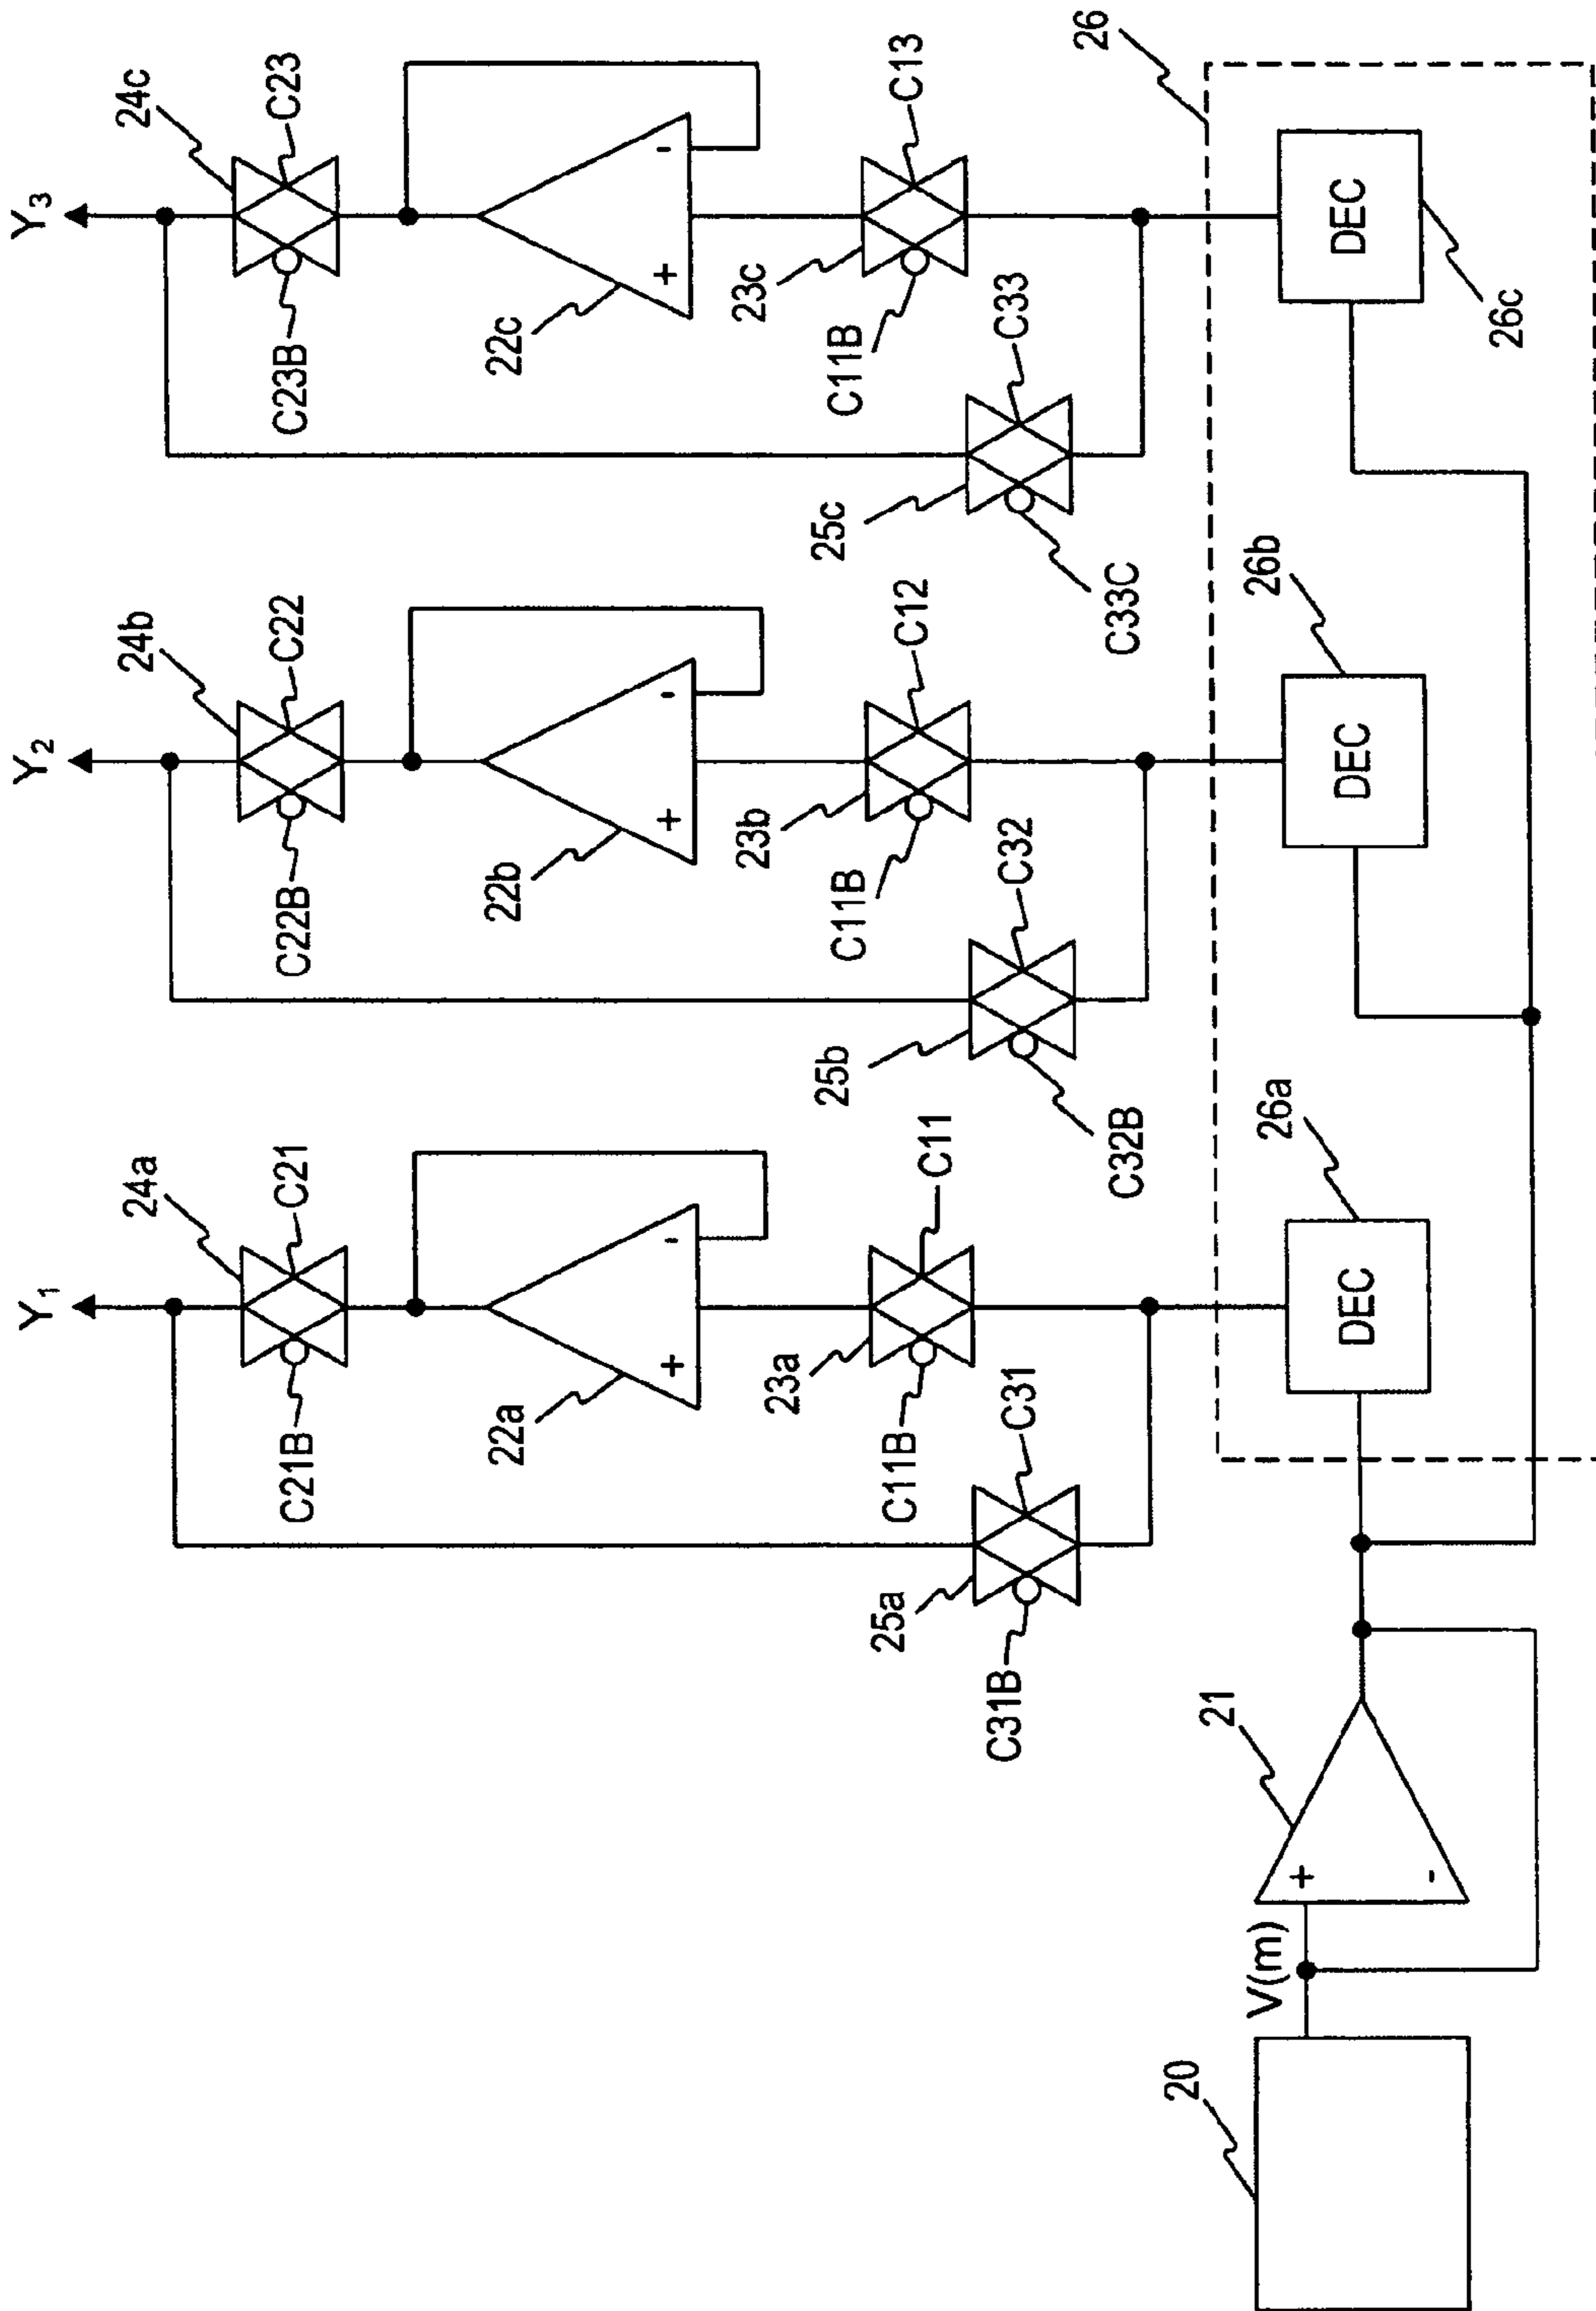 Y1
Y2
Y3
24a
C21
C21B
24b
C22
C22B
24c
C23
C23B
22a
+
-
22b
+
-
22c
+
-
23a
C11
C11B
23b
C12
C11B
23c
C13
C11B
25a
C31
C31B
25b
C32
C32B
25c
C33
C33C
26
26a
DEC
26b
DEC
26c
DEC
21
+
-
V(m)
20